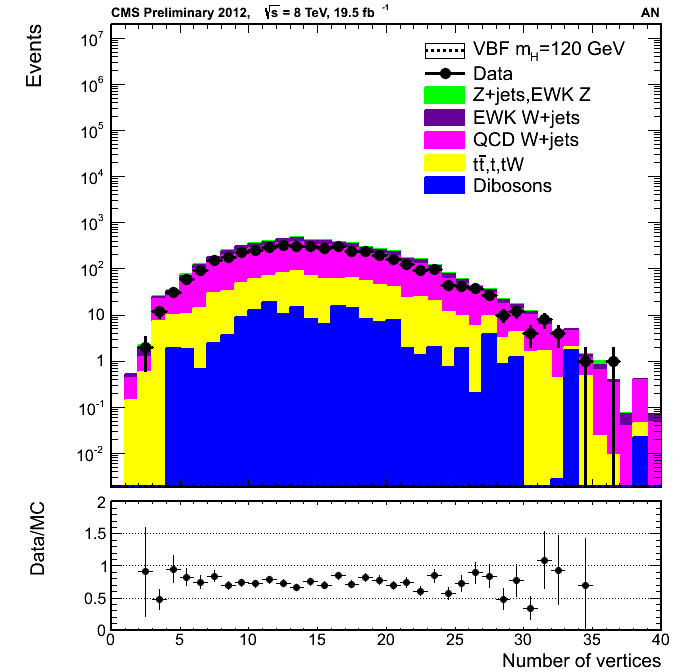 CMS Preliminary 2012, √s = 8 TeV, 19.5 fb⁻¹ AN
Events
10⁷
10⁶
10⁵
10⁴
10³
10²
10
1
10⁻¹
10⁻²
VBF m_H=120 GeV
Data
Z+jets,EWK Z
EWK W+jets
QCD W+jets
tt̅,t,tW
Dibosons
Data/MC
2
1.5
1
0.5
0
0 5 10 15 20 25 30 35 40
Number of vertices